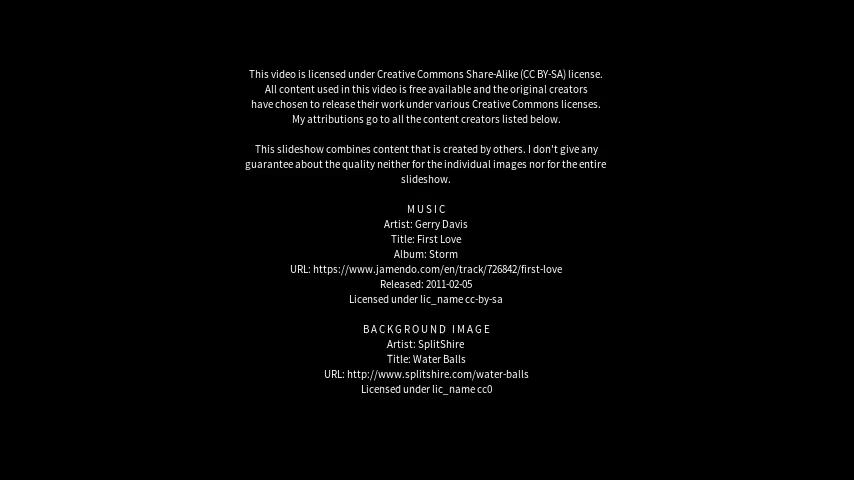 This video is licensed under Creative Commons Share-Alike (CC BY-SA) license.
All content used in this video is free available and the original creators
have chosen to release their work under various Creative Commons licenses.
My attributions go to all the content creators listed below.
This slideshow combines content that is created by others. I don't give any
guarantee about the quality neither for the individual images nor for the entire
slideshow.
MUSIC
Artist: Gerry Davis
Title: First Love
Album: Storm
URL: https://www.jamendo.com/en/track/726842/first-love
Released: 2011-02-05
Licensed under lic_name cc-by-sa
BACKGROUND IMAGE
Artist: SplitShire
Title: Water Balls
URL: http://www.splitshire.com/water-balls
Licensed under lic_name cc0